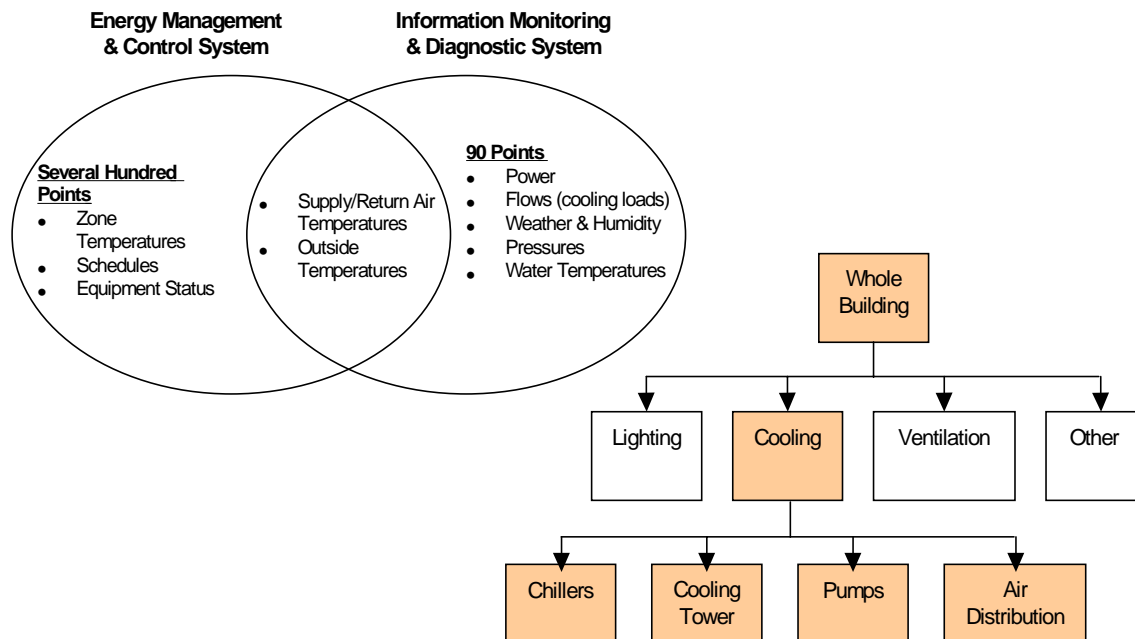 Energy Management
& Control System
Information Monitoring
& Diagnostic System
Several Hundred
Points
• Zone
Temperatures
• Schedules
• Equipment Status
• Supply/Return Air
Temperatures
• Outside
Temperatures
90 Points
• Power
• Flows (cooling loads)
• Weather & Humidity
• Pressures
• Water Temperatures
Whole
Building
Lighting
Cooling
Ventilation
Other
Chillers
Cooling
Tower
Pumps
Air
Distribution